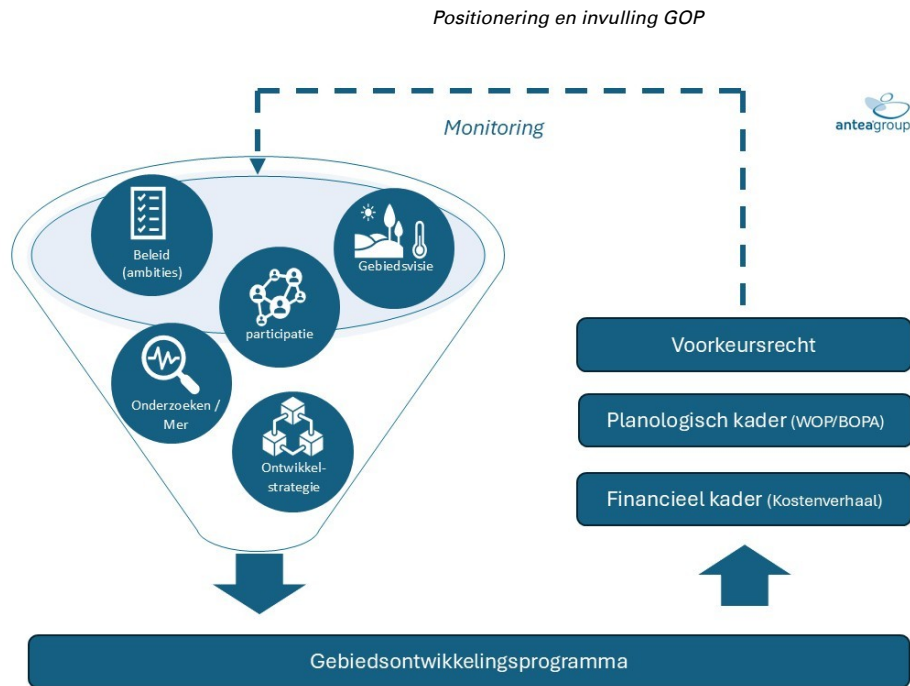 Positionering en invulling GOP
Monitoring
anteagroup
Beleid
(ambities)
Gebiedsvisie
participatie
Onderzoeken /
Mer
Ontwikkel-
strategie
Voorkeursrecht
Planologisch kader (WOP/BOPA)
Financieel kader (Kostenverhaal)
Gebiedsontwikkelingsprogramma